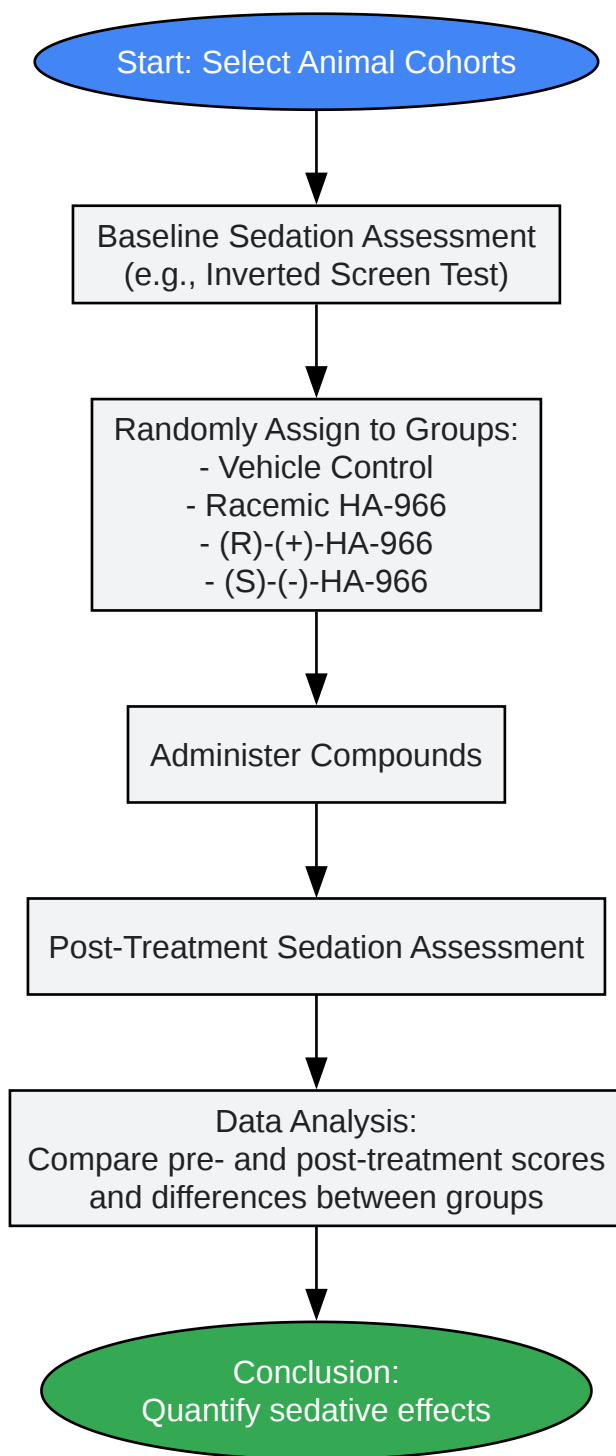 Start: Select Animal Cohorts
Baseline Sedation Assessment
(e.g., Inverted Screen Test)
Randomly Assign to Groups:
- Vehicle Control
- Racemic HA-966
- (R)-(+)-HA-966
- (S)-(-)-HA-966
Administer Compounds
Post-Treatment Sedation Assessment
Data Analysis:
Compare pre- and post-treatment scores
and differences between groups
Conclusion:
Quantify sedative effects